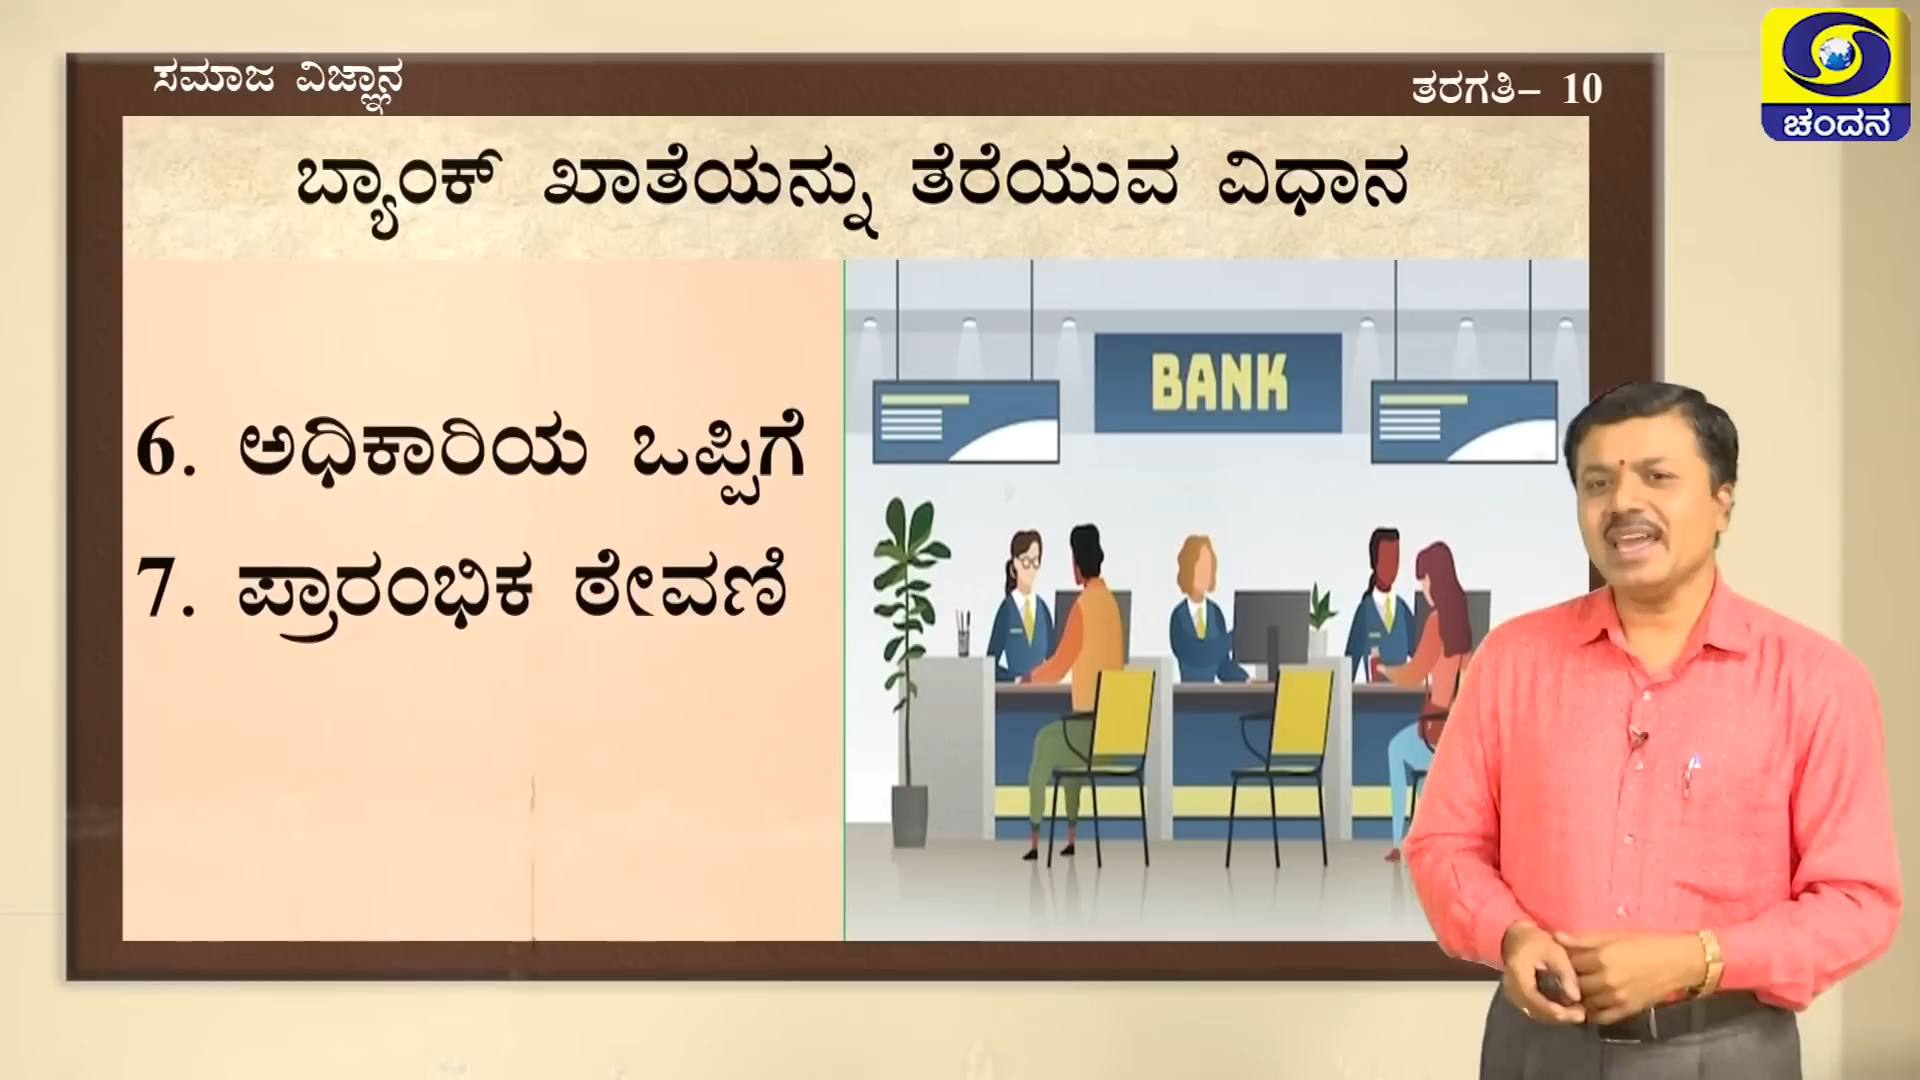 ಸಮಾಜ ವಿಜ್ಞಾನ
ತರಗತಿ– 10
ಚಂದನ
ಬ್ಯಾಂಕ್ ಖಾತೆಯನ್ನು ತೆರೆಯುವ ವಿಧಾನ
BANK
6. ಅಧಿಕಾರಿಯ ಒಪ್ಪಿಗೆ
7. ಪ್ರಾರಂಭಿಕ ಠೇವಣಿ